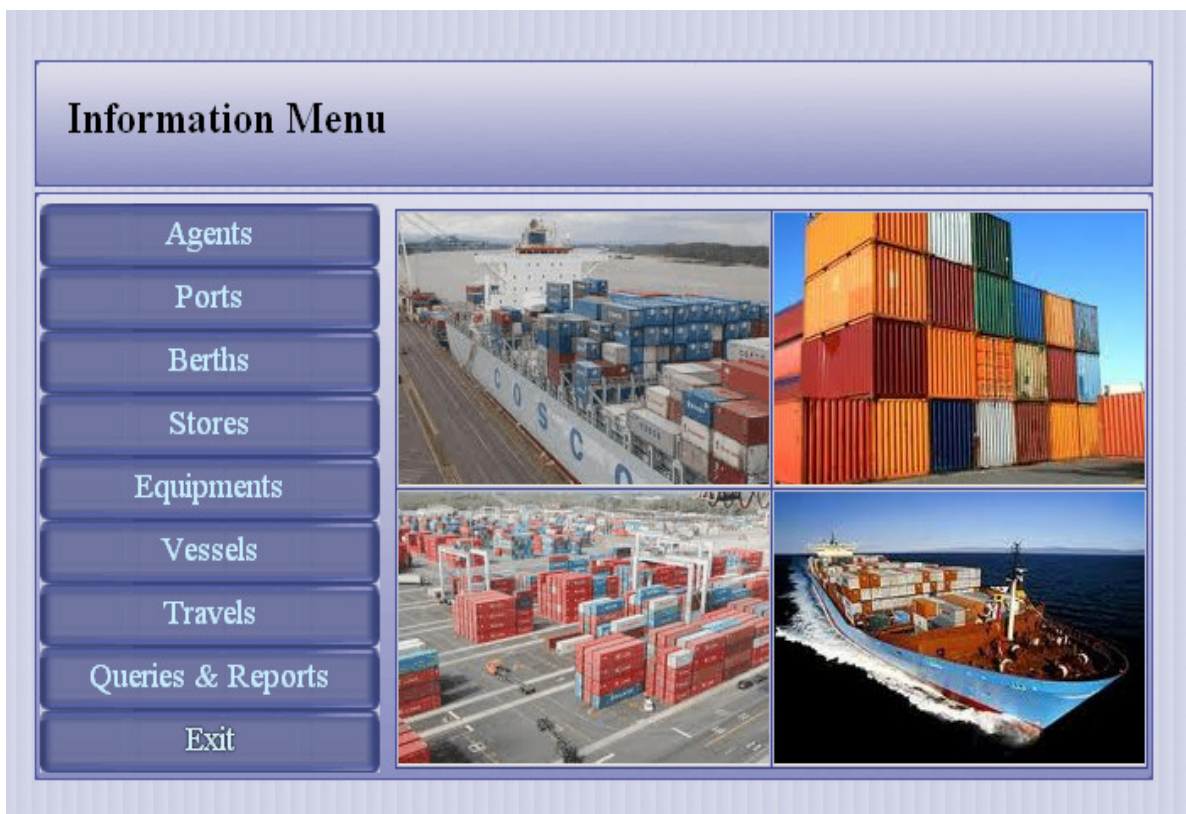 Information Menu
Agents
Ports
Berths
Stores
Equipments
Vessels
Travels
Queries & Reports
Exit
COSCO